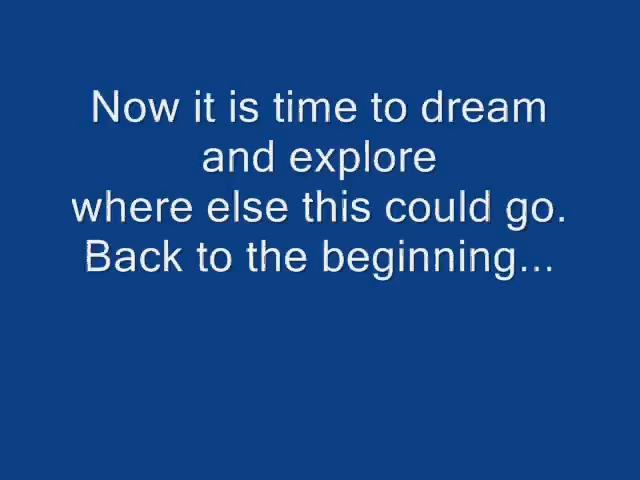 Now it is time to dream
and explore
where else this could go.
Back to the beginning...